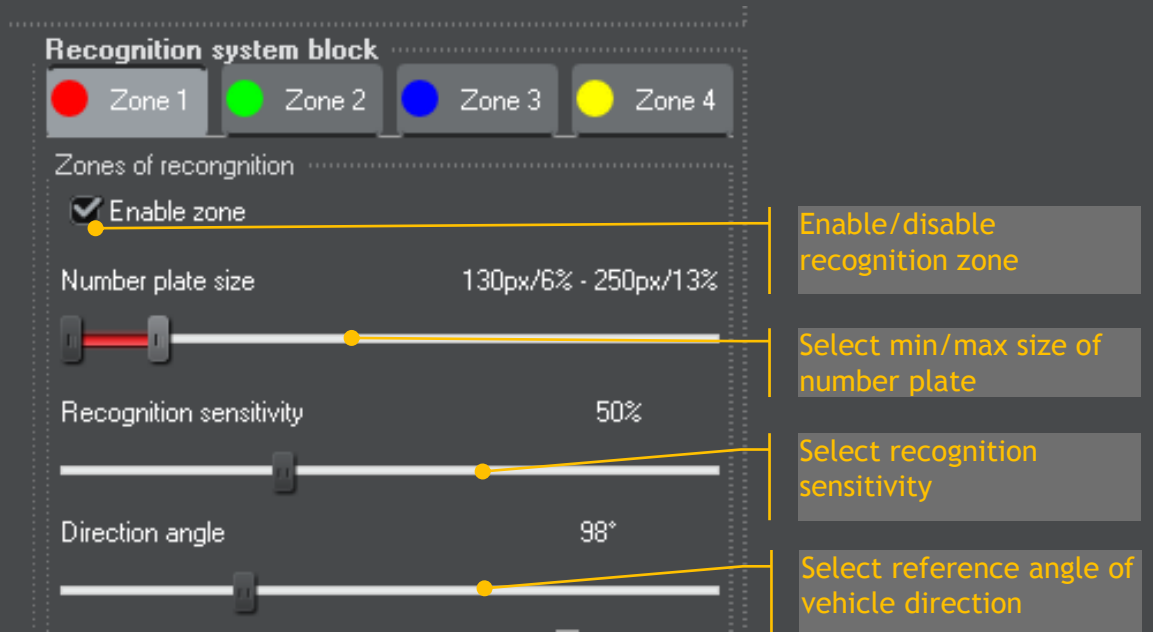 Recognition system block
Zone 1 Zone 2 Zone 3 Zone 4
Zones of recongnition
Enable zone
Enable/disable
recognition zone
Number plate size 130px/6% - 250px/13%
Select min/max size of
number plate
Recognition sensitivity 50%
Select recognition
sensitivity
Direction angle 98°
Select reference angle of
vehicle direction